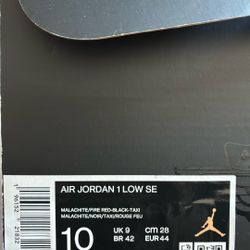 AIR JORDAN 1 LOW SE
MALACHITE/FIRE RED-BLACK-TAXI
MALACHITE/NOIR/TAXI/ROUGE FEU
10
UK 9
cm 28
BR 42
EUR 44